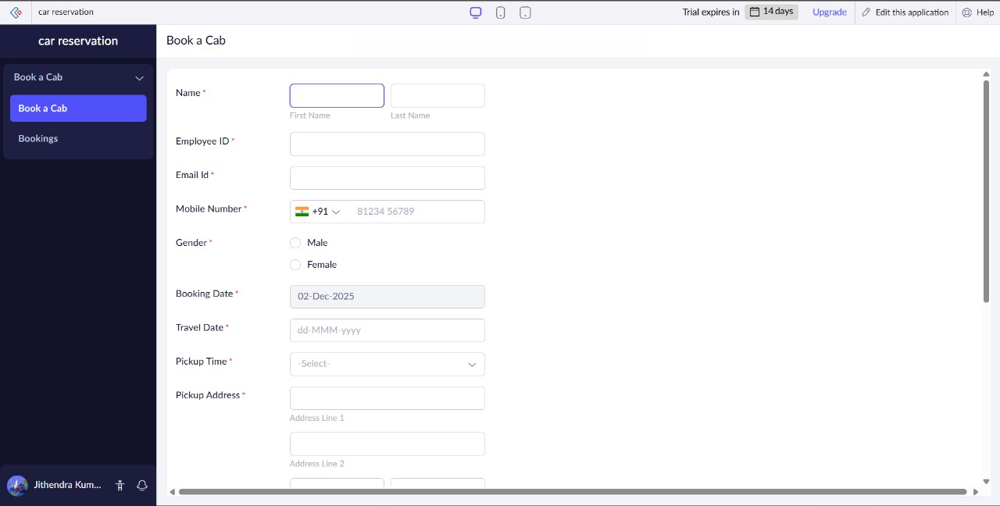 car reservation
Trial expires in 14 days Upgrade Edit this application Help
car reservation
Book a Cab
Book a Cab
Bookings
Jithendra Kum...
Book a Cab
Name *
First Name Last Name
Employee ID *
Email Id *
Mobile Number * +91 81234 56789
Gender * Male
Female
Booking Date * 02-Dec-2025
Travel Date * dd-MMM-yyyy
Pickup Time * -Select-
Pickup Address *
Address Line 1
Address Line 2